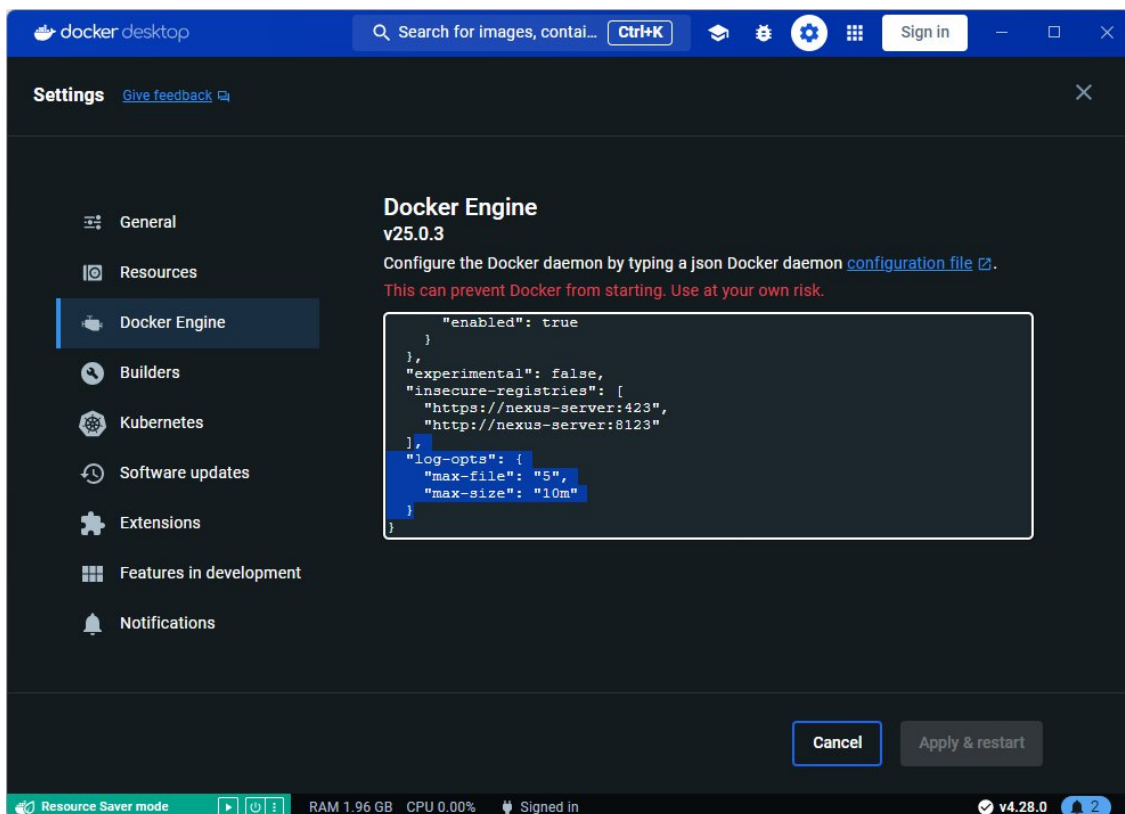 docker desktop
Search for images, contai... Ctrl+K
Sign in
Settings Give feedback
General
Resources
Docker Engine
Builders
Kubernetes
Software updates
Extensions
Features in development
Notifications
Docker Engine
v25.0.3
Configure the Docker daemon by typing a json Docker daemon configuration file.
This can prevent Docker from starting. Use at your own risk.
"enabled": true
}
},
"experimental": false,
"insecure-registries": [
"https://nexus-server:423",
"http://nexus-server:8123"
],
"log-opts": {
"max-file": "5",
"max-size": "10m"
}
}
Cancel Apply & restart
Resource Saver mode RAM 1.96 GB CPU 0.00% Signed in v4.28.0 2